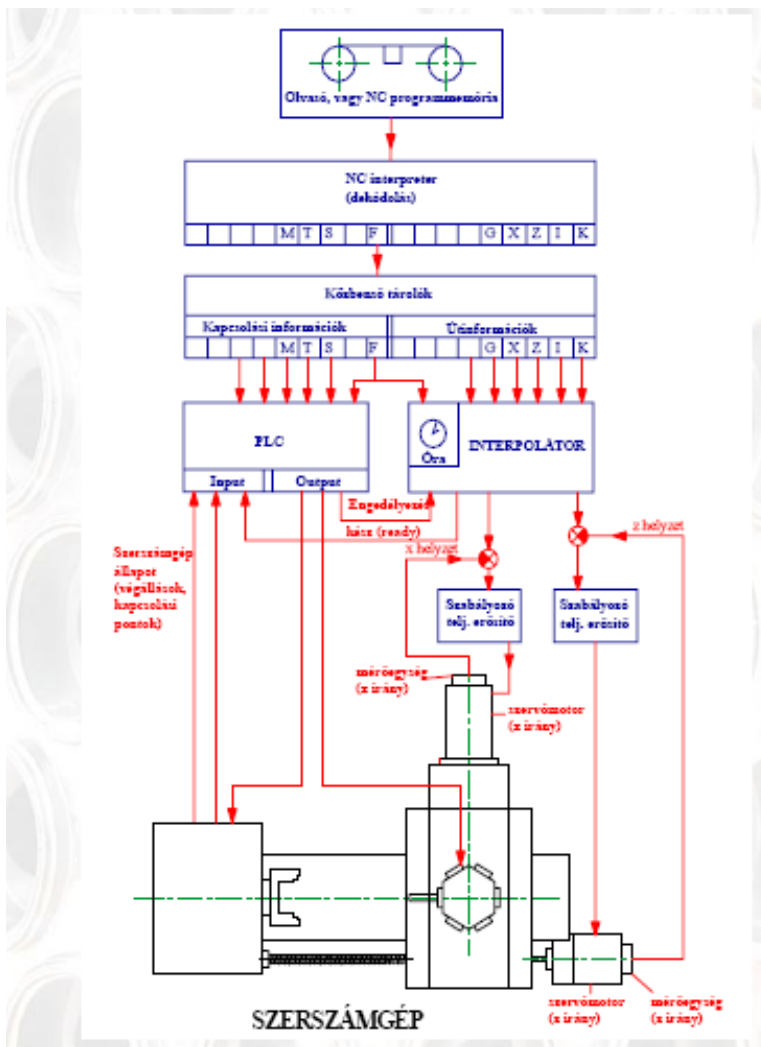 Olvasó, vagy NC programmemória
NC interpreter
(dekódolás)
M T S F G X Z I K
Közbenső tárolók
Kapcsolási információk Útinformációk
M T S F G X Z I K
PLC
Óra
INTERPOLÁTOR
Input Output
Engedélyezés
kész (ready)
x helyzet
z helyzet
Szerszámgép
állapot
(végállások,
kapcsolási
pontok)
Szabályozó
telj. erősítő
Szabályozó
telj. erősítő
mérőegység
(x irány)
szervómotor
(x irány)
szervómotor
(z irány)
mérőegység
(z irány)
SZERSZÁMGÉP